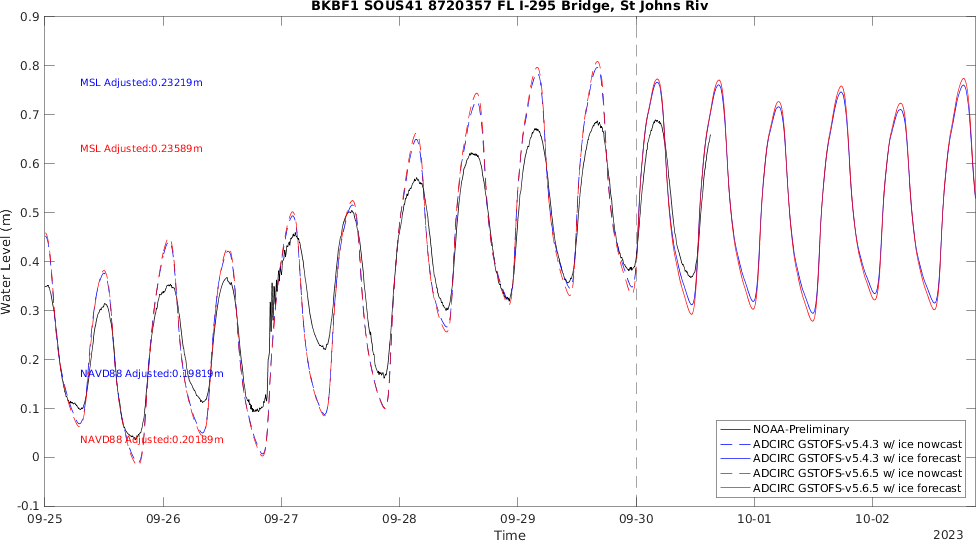 BKBF1 SOUS41 8720357 FL I-295 Bridge, St Johns Riv
0.9
0.8
0.7
0.6
0.5
0.4
0.3
0.2
0.1
0
-0.1
Water Level (m)
MSL Adjusted:0.23219m
MSL Adjusted:0.23589m
NAVD88 Adjusted:0.19819m
NAVD88 Adjusted:0.20189m
NOAA-Preliminary
ADCIRC GSTOFS-v5.4.3 w/ ice nowcast
ADCIRC GSTOFS-v5.4.3 w/ ice forecast
ADCIRC GSTOFS-v5.6.5 w/ ice nowcast
ADCIRC GSTOFS-v5.6.5 w/ ice forecast
09-25 09-26 09-27 09-28 09-29 09-30 10-01 10-02
Time
2023